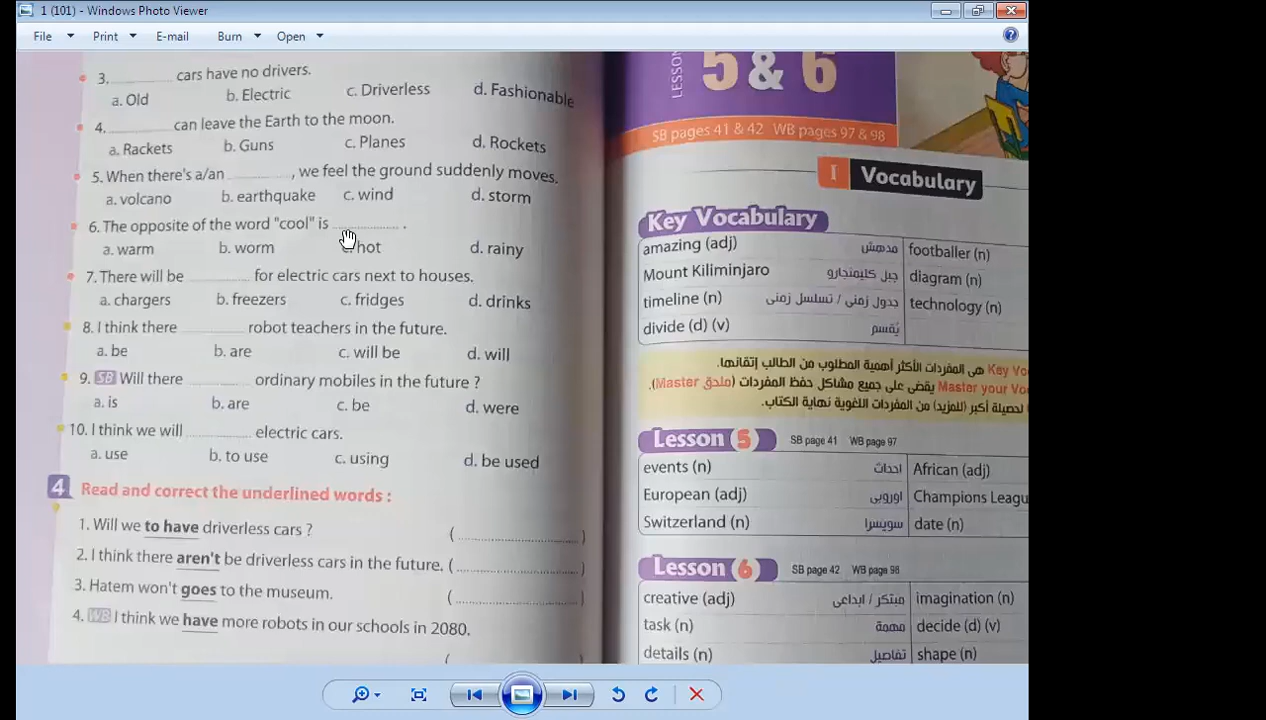 1 (101) - Windows Photo Viewer
File Print E-mail Burn Open
3. cars have no drivers.
a. Old b. Electric c. Driverless d. Fashionable
4. can leave the Earth to the moon.
a. Rackets b. Guns c. Planes d. Rockets
5. When there's a/an , we feel the ground suddenly moves.
a. volcano b. earthquake c. wind d. storm
6. The opposite of the word "cool" is .
a. warm b. worm hot d. rainy
7. There will be for electric cars next to houses.
a. chargers b. freezers c. fridges d. drinks
8. I think there robot teachers in the future.
a. be b. are c. will be d. will
9. SB Will there ordinary mobiles in the future ?
a. is b. are c. be d. were
10. I think we will electric cars.
a. use b. to use c. using d. be used
4 Read and correct the underlined words :
1. Will we to have driverless cars ? ( )
2. I think there aren't be driverless cars in the future. ( )
3. Hatem won't goes to the museum. ( )
4. WB I think we have more robots in our schools in 2080.
(
LESSON 5 & 6
SB pages 41 & 42 WB pages 97 & 98
I Vocabulary
Key Vocabulary
amazing (adj) مدهش footballer (n)
Mount Kiliminjaro جبل كليمنجارو diagram (n)
timeline (n) جدول زمنى / تسلسل زمنى technology (n)
divide (d) (v) يُقسم
Key Vo هى المفردات الأكثر أهمية المطلوب من الطالب إتقانها.
Master your Vo يقضى على جميع مشاكل حفظ المفردات (ملحق Master).
لحصيلة أكبر (للمزيد) من المفردات اللغوية نهاية الكتاب.
Lesson 5 SB page 41 WB page 97
events (n) احداث African (adj)
European (adj) اوروبى Champions Leagu
Switzerland (n) سويسرا date (n)
Lesson 6 SB page 42 WB page 98
creative (adj) مبتكر / ابداعى imagination (n)
task (n) مهمة decide (d) (v)
details (n) تفاصيل shape (n)